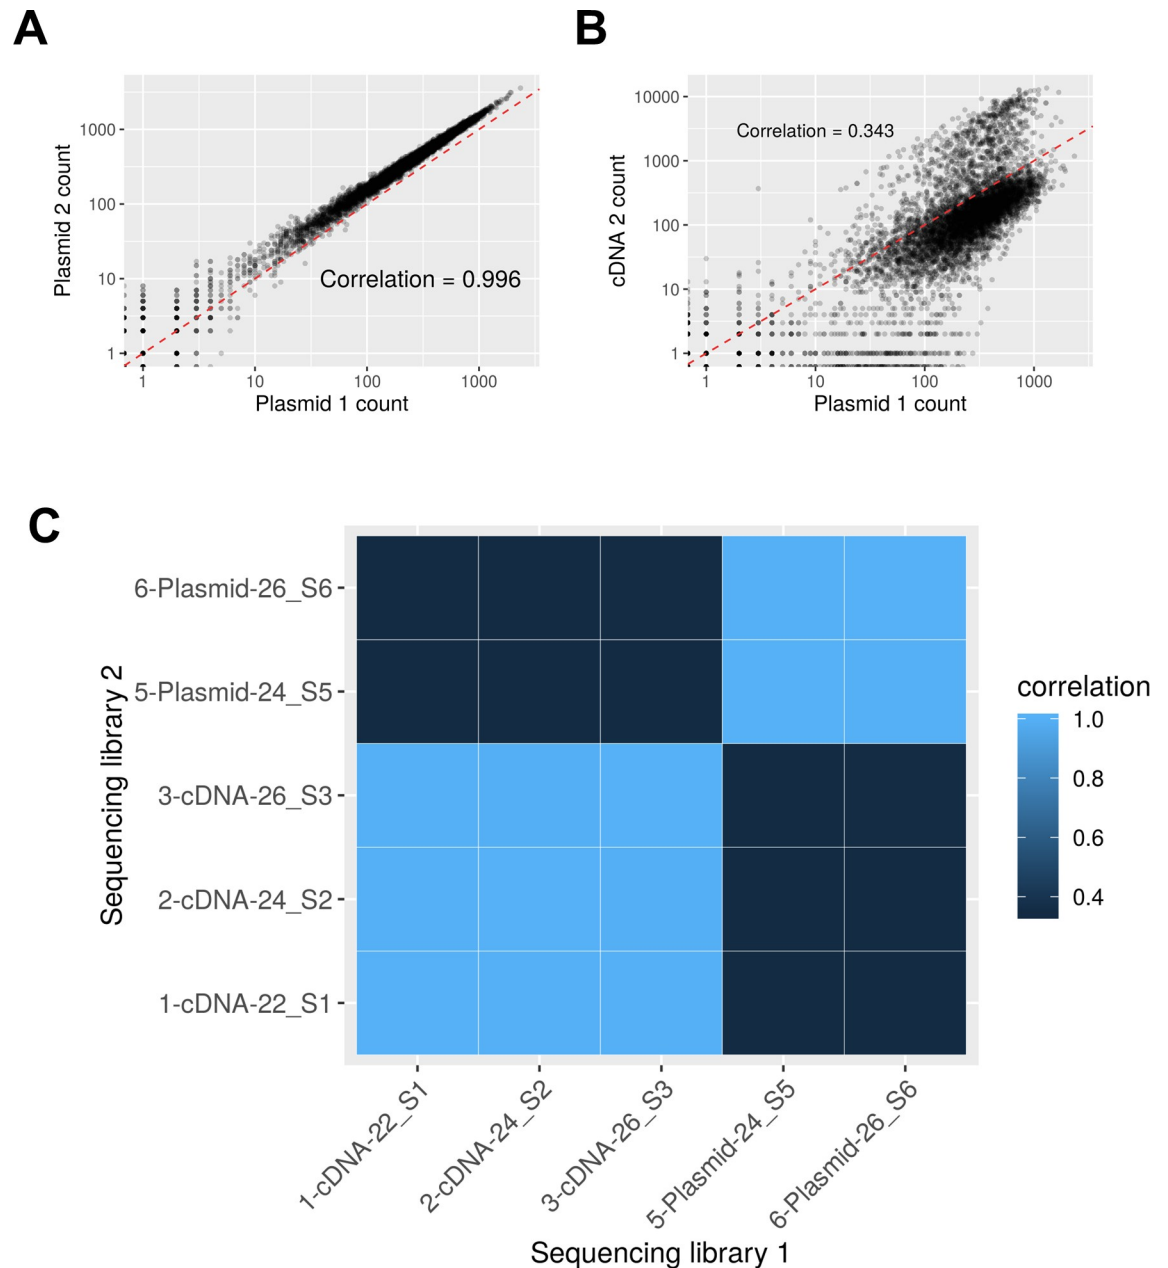 A
B
1000
100
10
1
Plasmid 2 count
Correlation = 0.996
1
10
100
1000
Plasmid 1 count
10000
1000
100
10
1
cDNA 2 count
Correlation = 0.343
1
10
100
1000
Plasmid 1 count
C
6-Plasmid-26_S6
5-Plasmid-24_S5
3-cDNA-26_S3
2-cDNA-24_S2
1-cDNA-22_S1
Sequencing library 2
1-cDNA-22_S1
2-cDNA-24_S2
3-cDNA-26_S3
5-Plasmid-24_S5
6-Plasmid-26_S6
Sequencing library 1
correlation
1.0
0.8
0.6
0.4